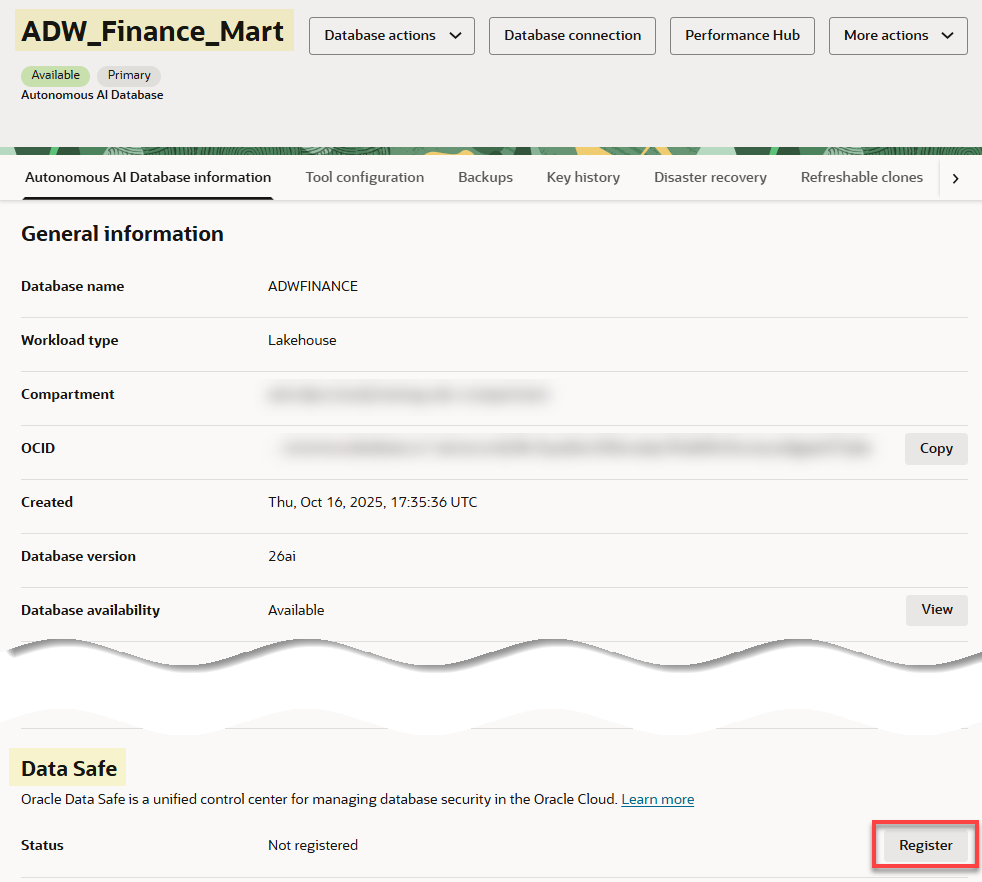 ADW_Finance_Mart Database actions Database connection Performance Hub More actions
Available Primary
Autonomous AI Database
Autonomous AI Database information Tool configuration Backups Key history Disaster recovery Refreshable clones
General information
Database name ADWFINANCE
Workload type Lakehouse
Compartment
OCID Copy
Created Thu, Oct 16, 2025, 17:35:36 UTC
Database version 26ai
Database availability Available View
Data Safe
Oracle Data Safe is a unified control center for managing database security in the Oracle Cloud. Learn more
Status Not registered Register